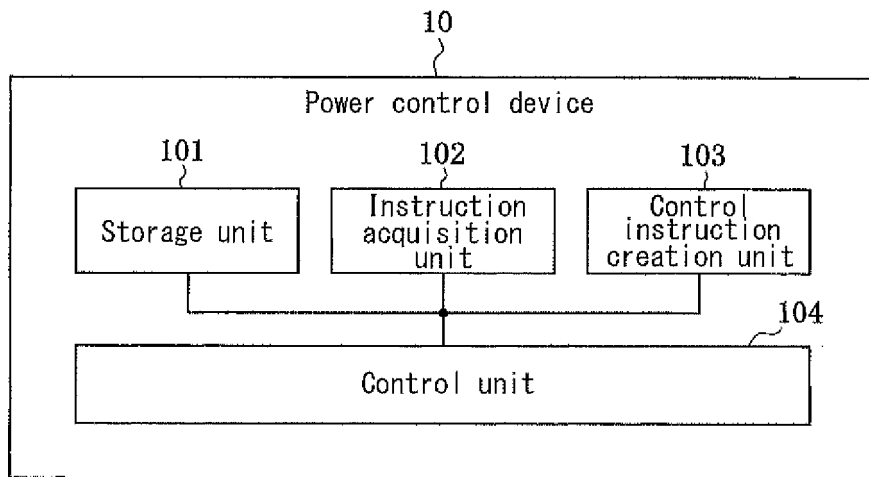 10
Power control device
101
102
103
Storage unit
Instruction
acquisition
unit
Control
instruction
creation unit
104
Control unit